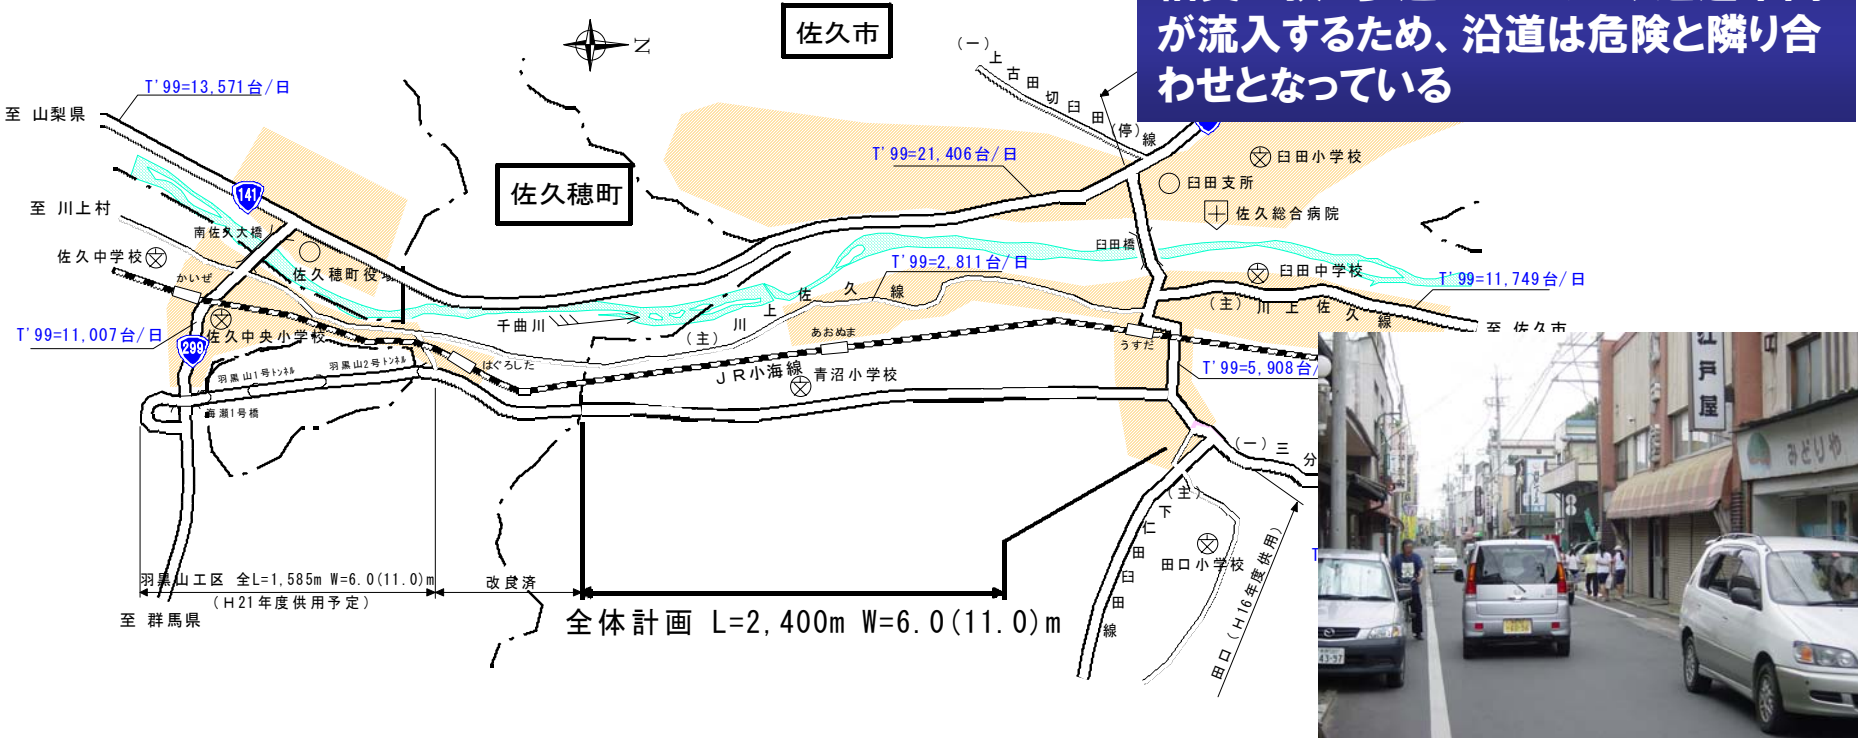 佐久市
が流入するため、沿道は危険と隣り合
わせとなっている
N
(一)上古田切臼田(停)線
T'99=13,571台/日
至 山梨県
141
T'99=21,406台/日
臼田小学校
臼田支所
佐久総合病院
佐久穂町
至 川上村
南佐久大橋
佐久中学校
佐久穂町役場
かいぜ
臼田橋
臼田中学校
T'99=2,811台/日
T'99=11,749台/日
(主)川上佐久線
(主)川上佐久線
至 佐久市
千曲川
T'99=11,007台/日
佐久中央小学校
299
あおぬま
うすだ
はぐろした
羽黒山1号トンネル
羽黒山2号トンネル
JR小海線
青沼小学校
T'99=5,908台/
海瀬1号橋
(一)三分
(主)下仁田臼田線
田口小学校
田口(H16年度供用)
羽黒山工区 全L=1,585m W=6.0(11.0)m
(H21年度供用予定)
改良済
至 群馬県
全体計画 L=2,400m W=6.0(11.0)m
江戸屋
みどりや
43-57